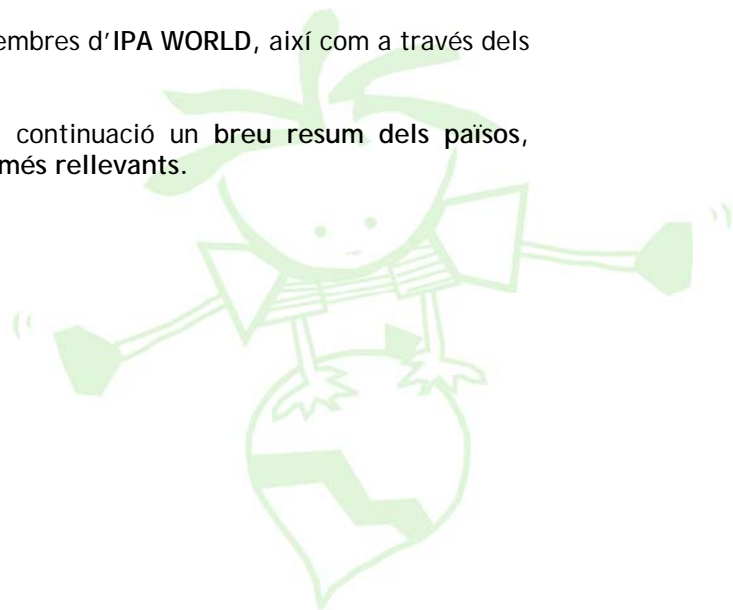 embres d’IPA WORLD, així com a través dels
continuació un breu resum dels països,
més rellevants.